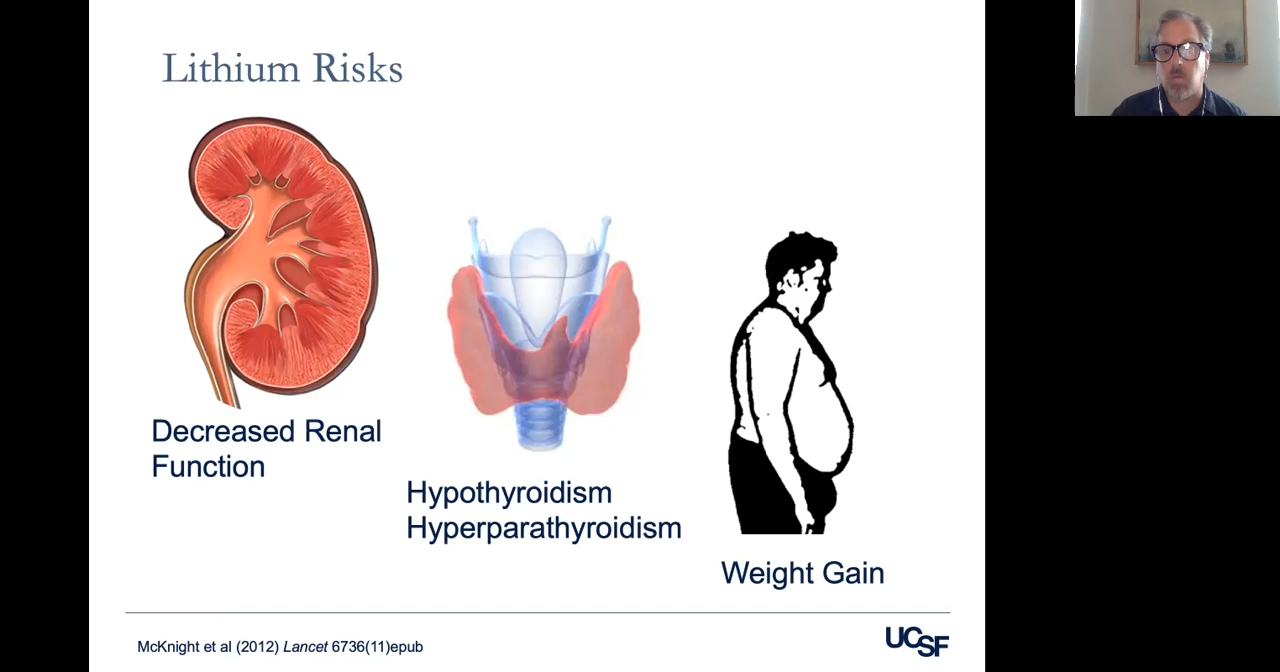 Lithium Risks
Decreased Renal
Function
Hypothyroidism
Hyperparathyroidism
Weight Gain
McKnight et al (2012) Lancet 6736(11)epub
UCSF